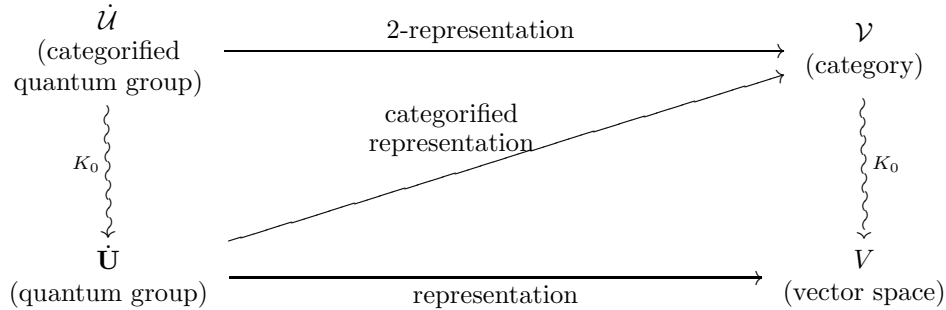 𝒰̇
(categorified
quantum group)
2-representation
𝒱
(category)
categorified
representation
K₀
K₀
𝐔̇
(quantum group)
representation
V
(vector space)